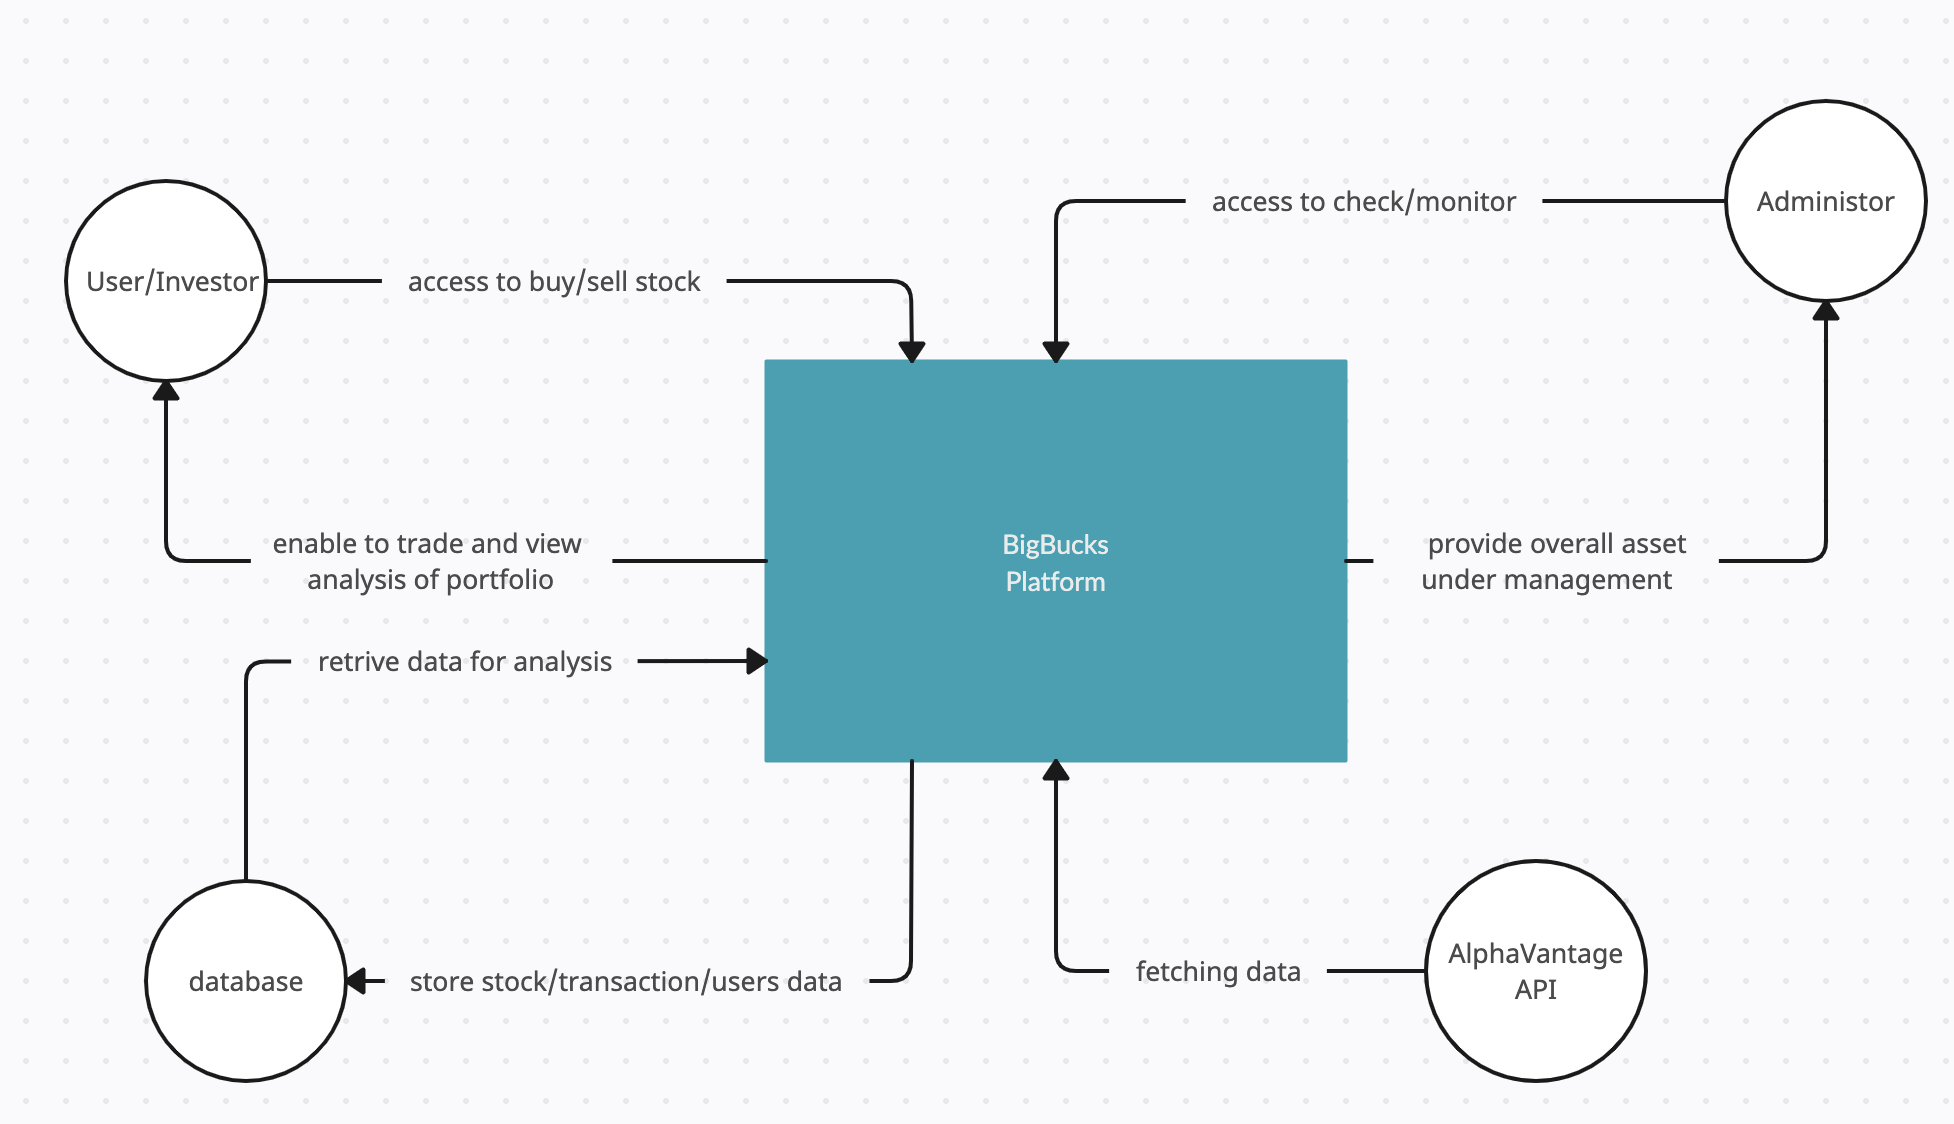 access to check/monitor
Administor
User/Investor
access to buy/sell stock
enable to trade and view
analysis of portfolio
BigBucks
Platform
provide overall asset
under management
retrive data for analysis
database
store stock/transaction/users data
fetching data
AlphaVantage
API